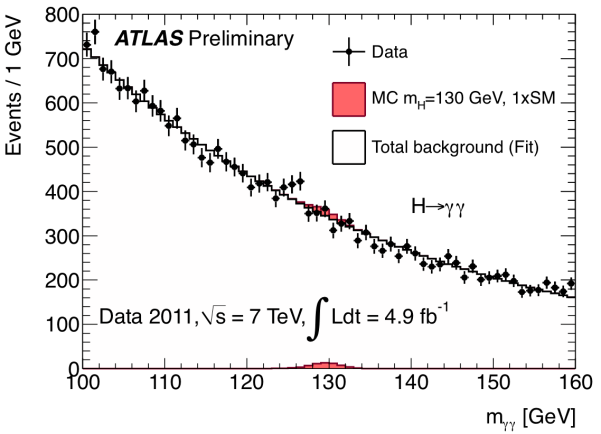 800
700
600
500
400
300
200
100
0
Events / 1 GeV
ATLAS Preliminary
Data
MC m_H=130 GeV, 1xSM
Total background (Fit)
H→γγ
Data 2011, √s = 7 TeV, ∫ Ldt = 4.9 fb⁻¹
100 110 120 130 140 150 160
m_γγ [GeV]